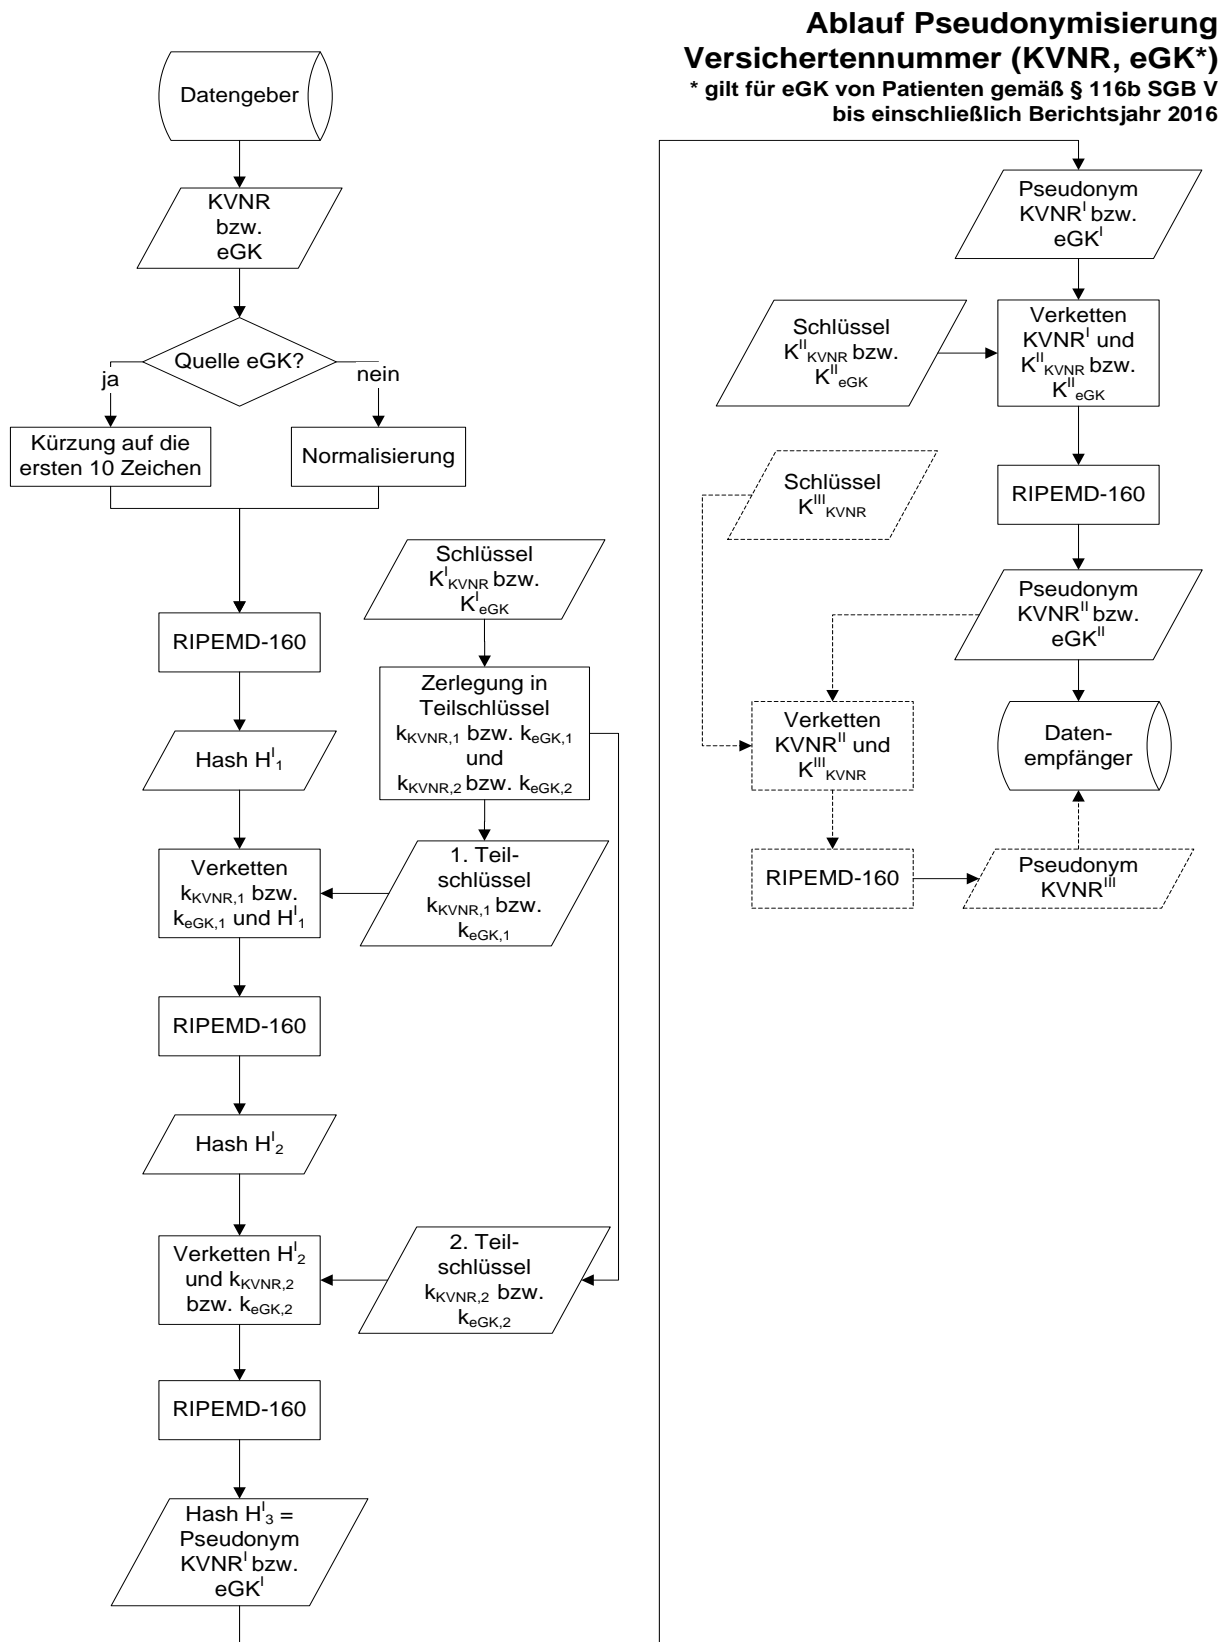 Ablauf Pseudonymisierung
Versichertennummer (KVNR, eGK*)
* gilt für eGK von Patienten gemäß § 116b SGB V
bis einschließlich Berichtsjahr 2016
Datengeber
KVNR
bzw.
eGK
Quelle eGK?
ja
nein
Kürzung auf die
ersten 10 Zeichen
Normalisierung
RIPEMD-160
Hash H^I_1
Schlüssel
K^I_KVNR bzw.
K^I_eGK
Zerlegung in
Teilschlüssel
k_KVNR,1 bzw. k_eGK,1
und
k_KVNR,2 bzw. k_eGK,2
Verketten
k_KVNR,1 bzw.
k_eGK,1 und H^I_1
1. Teil-
schlüssel
k_KVNR,1 bzw.
k_eGK,1
RIPEMD-160
Hash H^I_2
Verketten H^I_2
und k_KVNR,2
bzw. k_eGK,2
2. Teil-
schlüssel
k_KVNR,2 bzw.
k_eGK,2
RIPEMD-160
Hash H^I_3 =
Pseudonym
KVNR^I bzw.
eGK^I
Pseudonym
KVNR^I bzw.
eGK^I
Schlüssel
K^II_KVNR bzw.
K^II_eGK
Verketten
KVNR^I und
K^II_KVNR bzw.
K^II_eGK
Schlüssel
K^III_KVNR
RIPEMD-160
Pseudonym
KVNR^II bzw.
eGK^II
Verketten
KVNR^II und
K^III_KVNR
Daten-
empfänger
RIPEMD-160
Pseudonym
KVNR^III